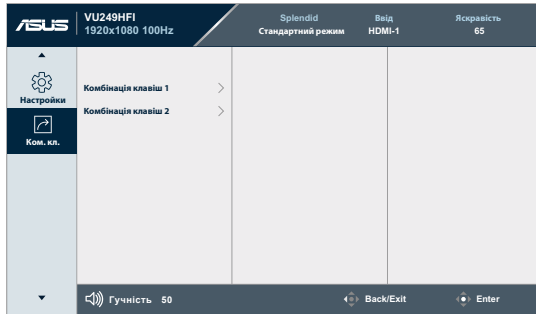 ASUS
VU249HFI
1920x1080 100Hz
Splendid
Стандартний режим
Ввід
HDMI-1
Яскравість
65
Настройки
Ком. кл.
Комбінація клавіш 1
Комбінація клавіш 2
Гучність 50
Back/Exit
Enter